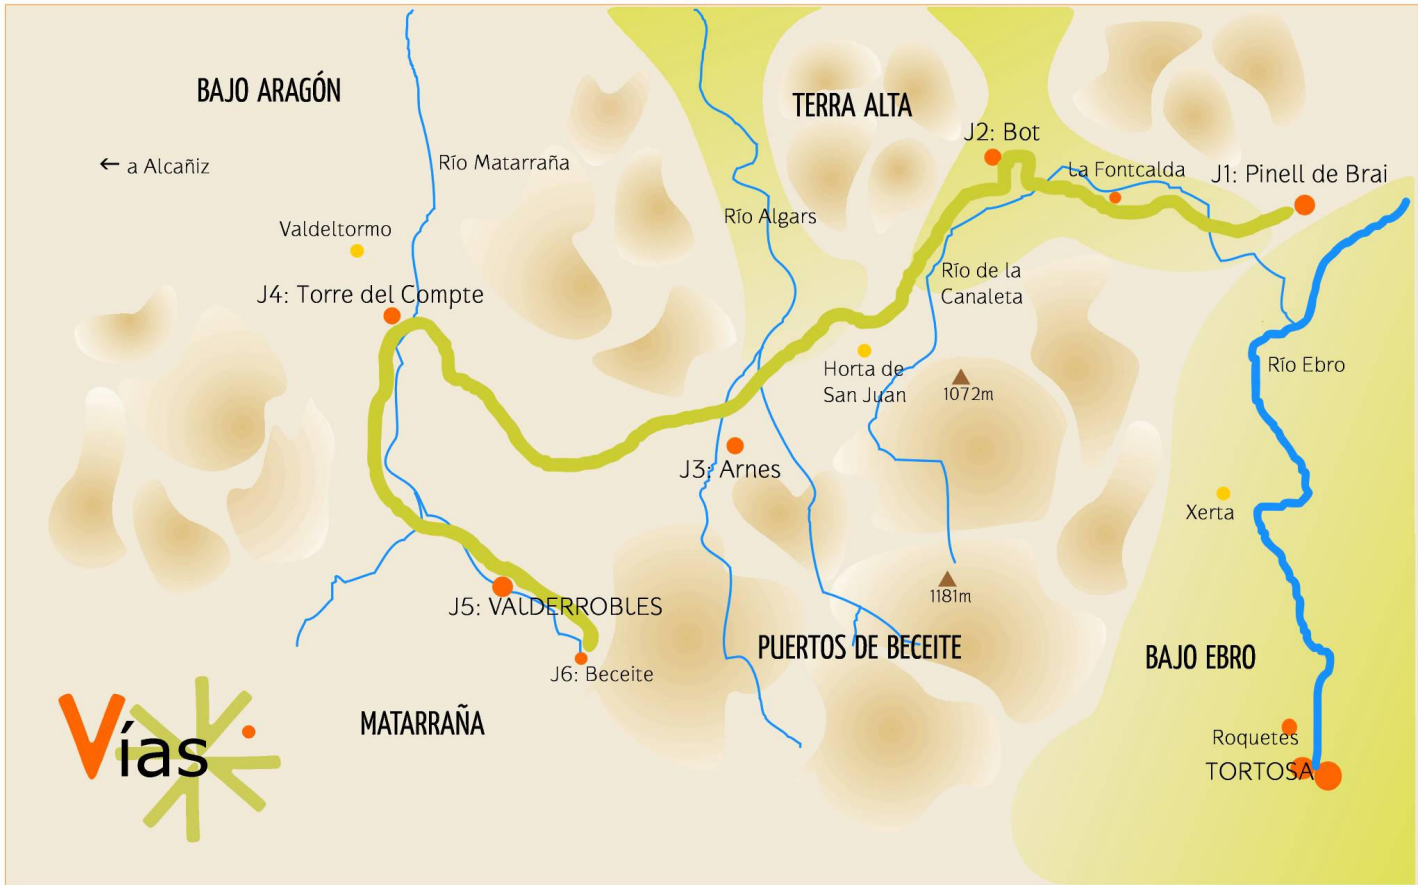 BAJO ARAGÓN
TERRA ALTA
J2: Bot
← a Alcañiz
Río Matarraña
La Fontcalda
J1: Pinell de Brai
Río Algars
Valdeltormo
Río de la
Canaleta
J4: Torre del Compte
Río Ebro
Horta de
San Juan
1072m
J3: Arnes
Xerta
1181m
J5: VALDERROBLES
PUERTOS DE BECEITE
BAJO EBRO
J6: Beceite
MATARRAÑA
Vías
Roquetes
TORTOSA